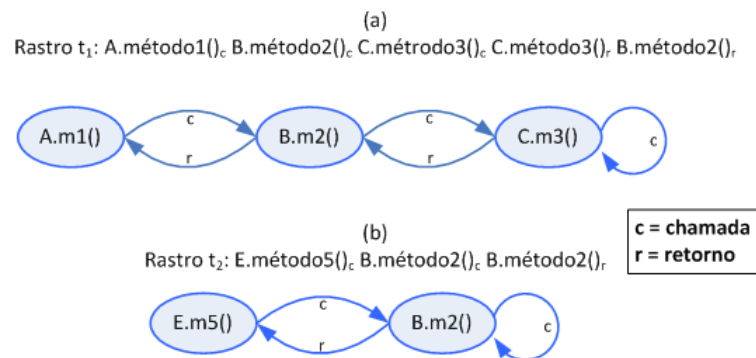 (a)
Rastro t1: A.método1()c B.método2()c C.métrodo3()c C.método3()r B.método2()r
c
c
A.m1()
B.m2()
C.m3()
c
r
r
(b)
c = chamada
r = retorno
Rastro t2: E.método5()c B.método2()c B.método2()r
c
E.m5()
B.m2()
c
r